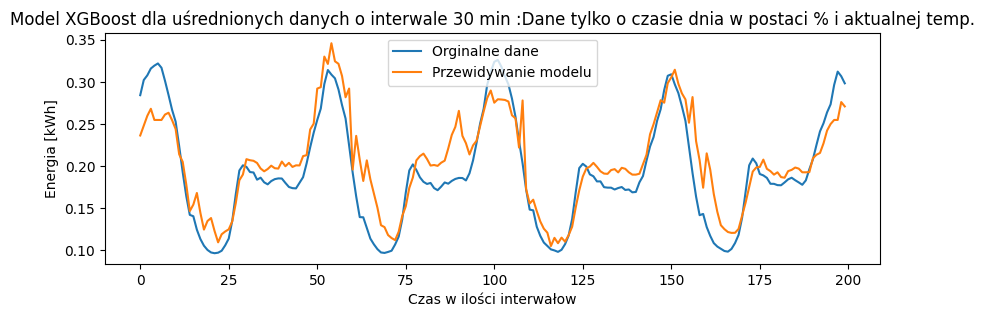 Model XGBoost dla uśrednionych danych o interwale 30 min :Dane tylko o czasie dnia w postaci % i aktualnej temp.
Orginalne dane
Przewidywanie modelu
Energia [kWh]
0.35
0.30
0.25
0.20
0.15
0.10
0 25 50 75 100 125 150 175 200
Czas w ilości interwałow